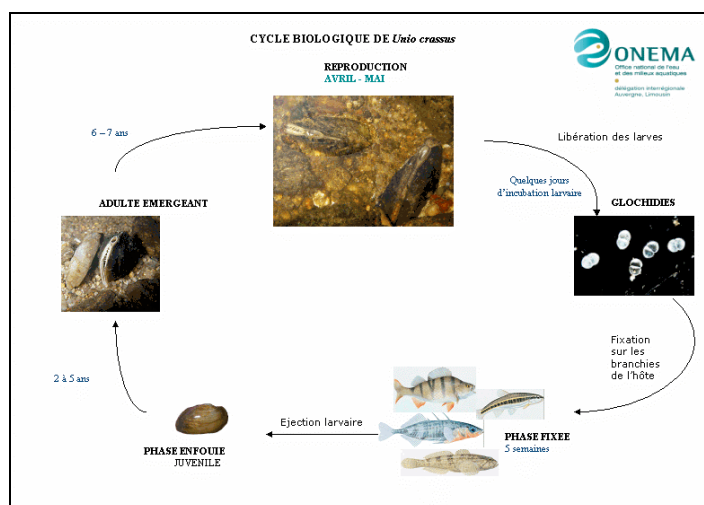 CYCLE BIOLOGIQUE DE Unio crassus
ONEMA
Office national de l'eau
et des milieux aquatiques
délégation interrégionale
Auvergne, Limousin
REPRODUCTION
AVRIL - MAI
6 – 7 ans
Libération des larves
Quelques jours
d'incubation larvaire
ADULTE EMERGEANT
GLOCHIDIES
Fixation
sur les
branchies
de l'hôte
2 à 5 ans
Ejection larvaire
PHASE FIXEE
5 semaines
PHASE ENFOUIE
JUVENILE